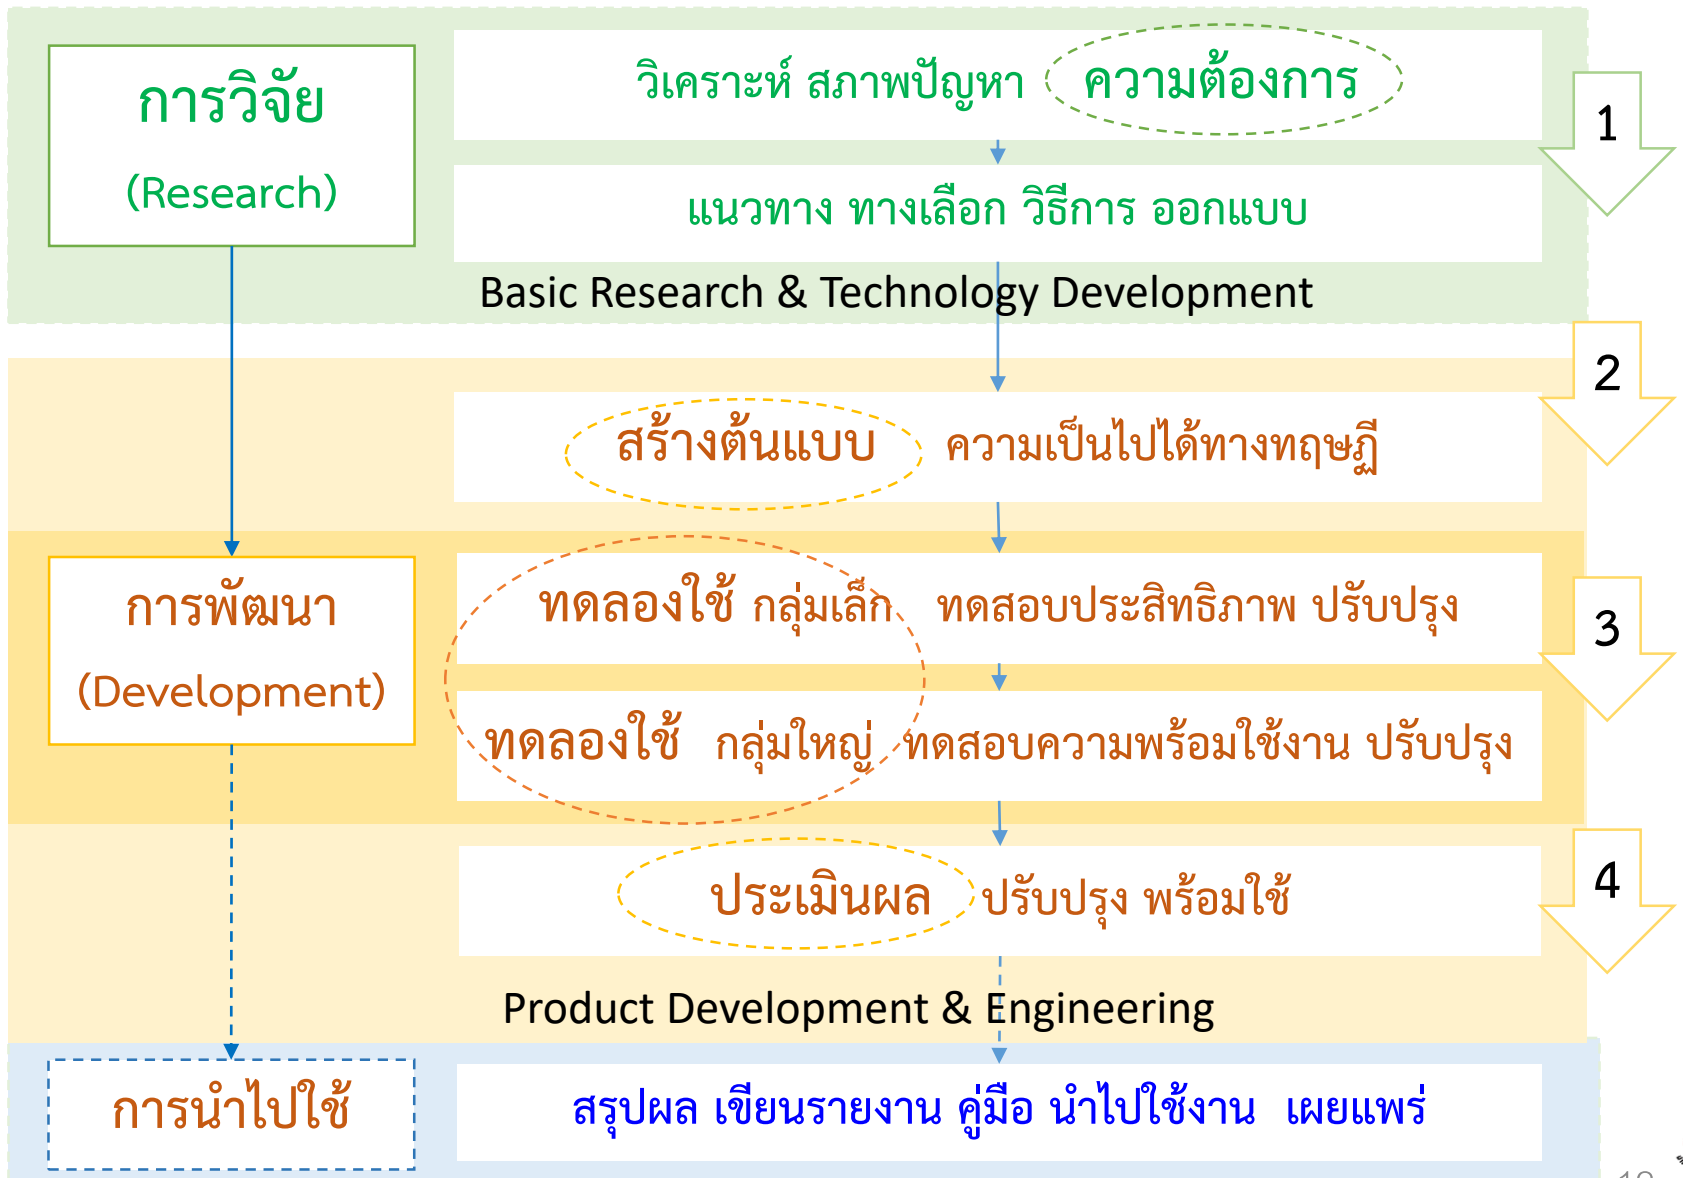 การวิจัย
(Research)
วิเคราะห์ สภาพปัญหา ความต้องการ
1
แนวทาง ทางเลือก วิธีการ ออกแบบ
Basic Research & Technology Development
2
สร้างต้นแบบ ความเป็นไปได้ทางทฤษฏี
การพัฒนา
(Development)
ทดลองใช้ กลุ่มเล็ก ทดสอบประสิทธิภาพ ปรับปรุง
3
ทดลองใช้ กลุ่มใหญ่ ทดสอบความพร้อมใช้งาน ปรับปรุง
ประเมินผล ปรับปรุง พร้อมใช้
4
Product Development & Engineering
การนำไปใช้
สรุปผล เขียนรายงาน คู่มือ นำไปใช้งาน เผยแพร่